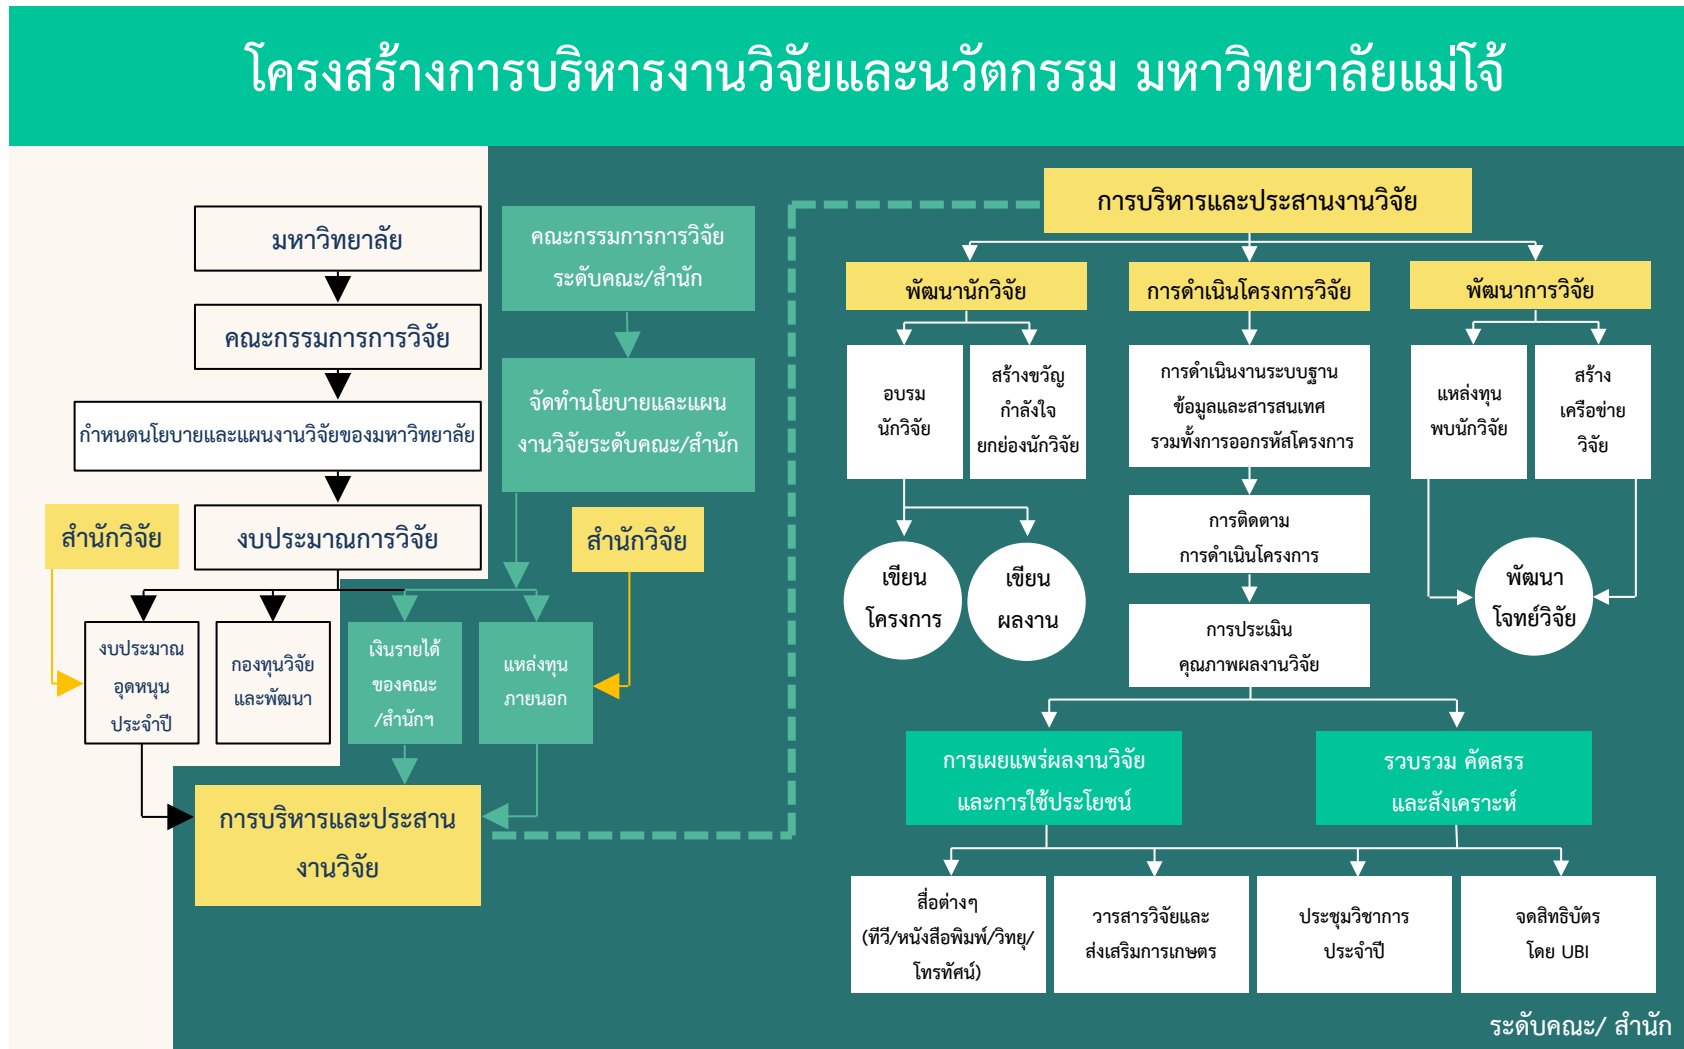 โครงสร้างการบริหารงานวิจัยและนวัตกรรม มหาวิทยาลัยแม่โจ้
มหาวิทยาลัย
คณะกรรมการการวิจัย
กำหนดนโยบายและแผนงานวิจัยของมหาวิทยาลัย
สำนักวิจัย
งบประมาณการวิจัย
งบประมาณ
อุดหนุน
ประจำปี
กองทุนวิจัย
และพัฒนา
คณะกรรมการการวิจัย
ระดับคณะ/สำนัก
จัดทำนโยบายและแผน
งานวิจัยระดับคณะ/สำนัก
สำนักวิจัย
เงินรายได้
ของคณะ
/สำนักฯ
แหล่งทุน
ภายนอก
การบริหารและประสาน
งานวิจัย
การบริหารและประสานงานวิจัย
พัฒนานักวิจัย
อบรม
นักวิจัย
สร้างขวัญ
กำลังใจ
ยกย่องนักวิจัย
เขียน
โครงการ
เขียน
ผลงาน
การดำเนินโครงการวิจัย
การดำเนินงานระบบฐาน
ข้อมูลและสารสนเทศ
รวมทั้งการออกรหัสโครงการ
การติดตาม
การดำเนินโครงการ
การประเมิน
คุณภาพผลงานวิจัย
พัฒนาการวิจัย
แหล่งทุน
พบนักวิจัย
สร้าง
เครือข่าย
วิจัย
พัฒนา
โจทย์วิจัย
การเผยแพร่ผลงานวิจัย
และการใช้ประโยชน์
รวบรวม คัดสรร
และสังเคราะห์
สื่อต่างๆ
(ทีวี/หนังสือพิมพ์/วิทยุ/
โทรทัศน์)
วารสารวิจัยและ
ส่งเสริมการเกษตร
ประชุมวิชาการ
ประจำปี
จดสิทธิบัตร
โดย UBI
ระดับคณะ/ สำนัก